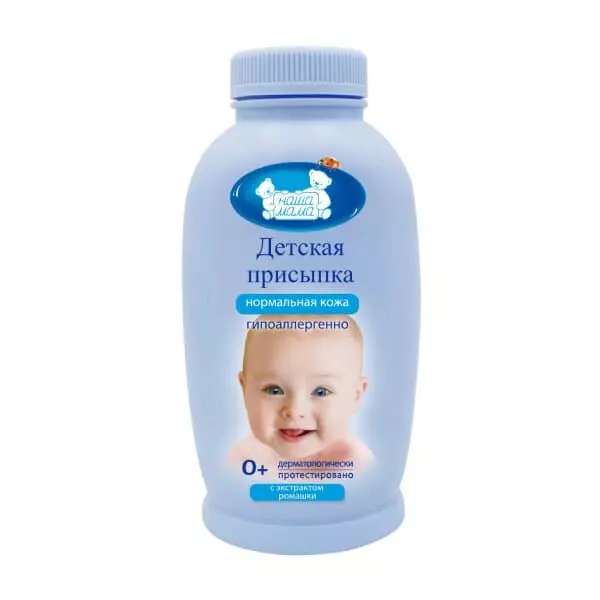 наша
мама
Детская
присыпка
нормальная кожа
гипоаллергенно
0+
дерматологически
протестировано
с экстрактом
ромашки